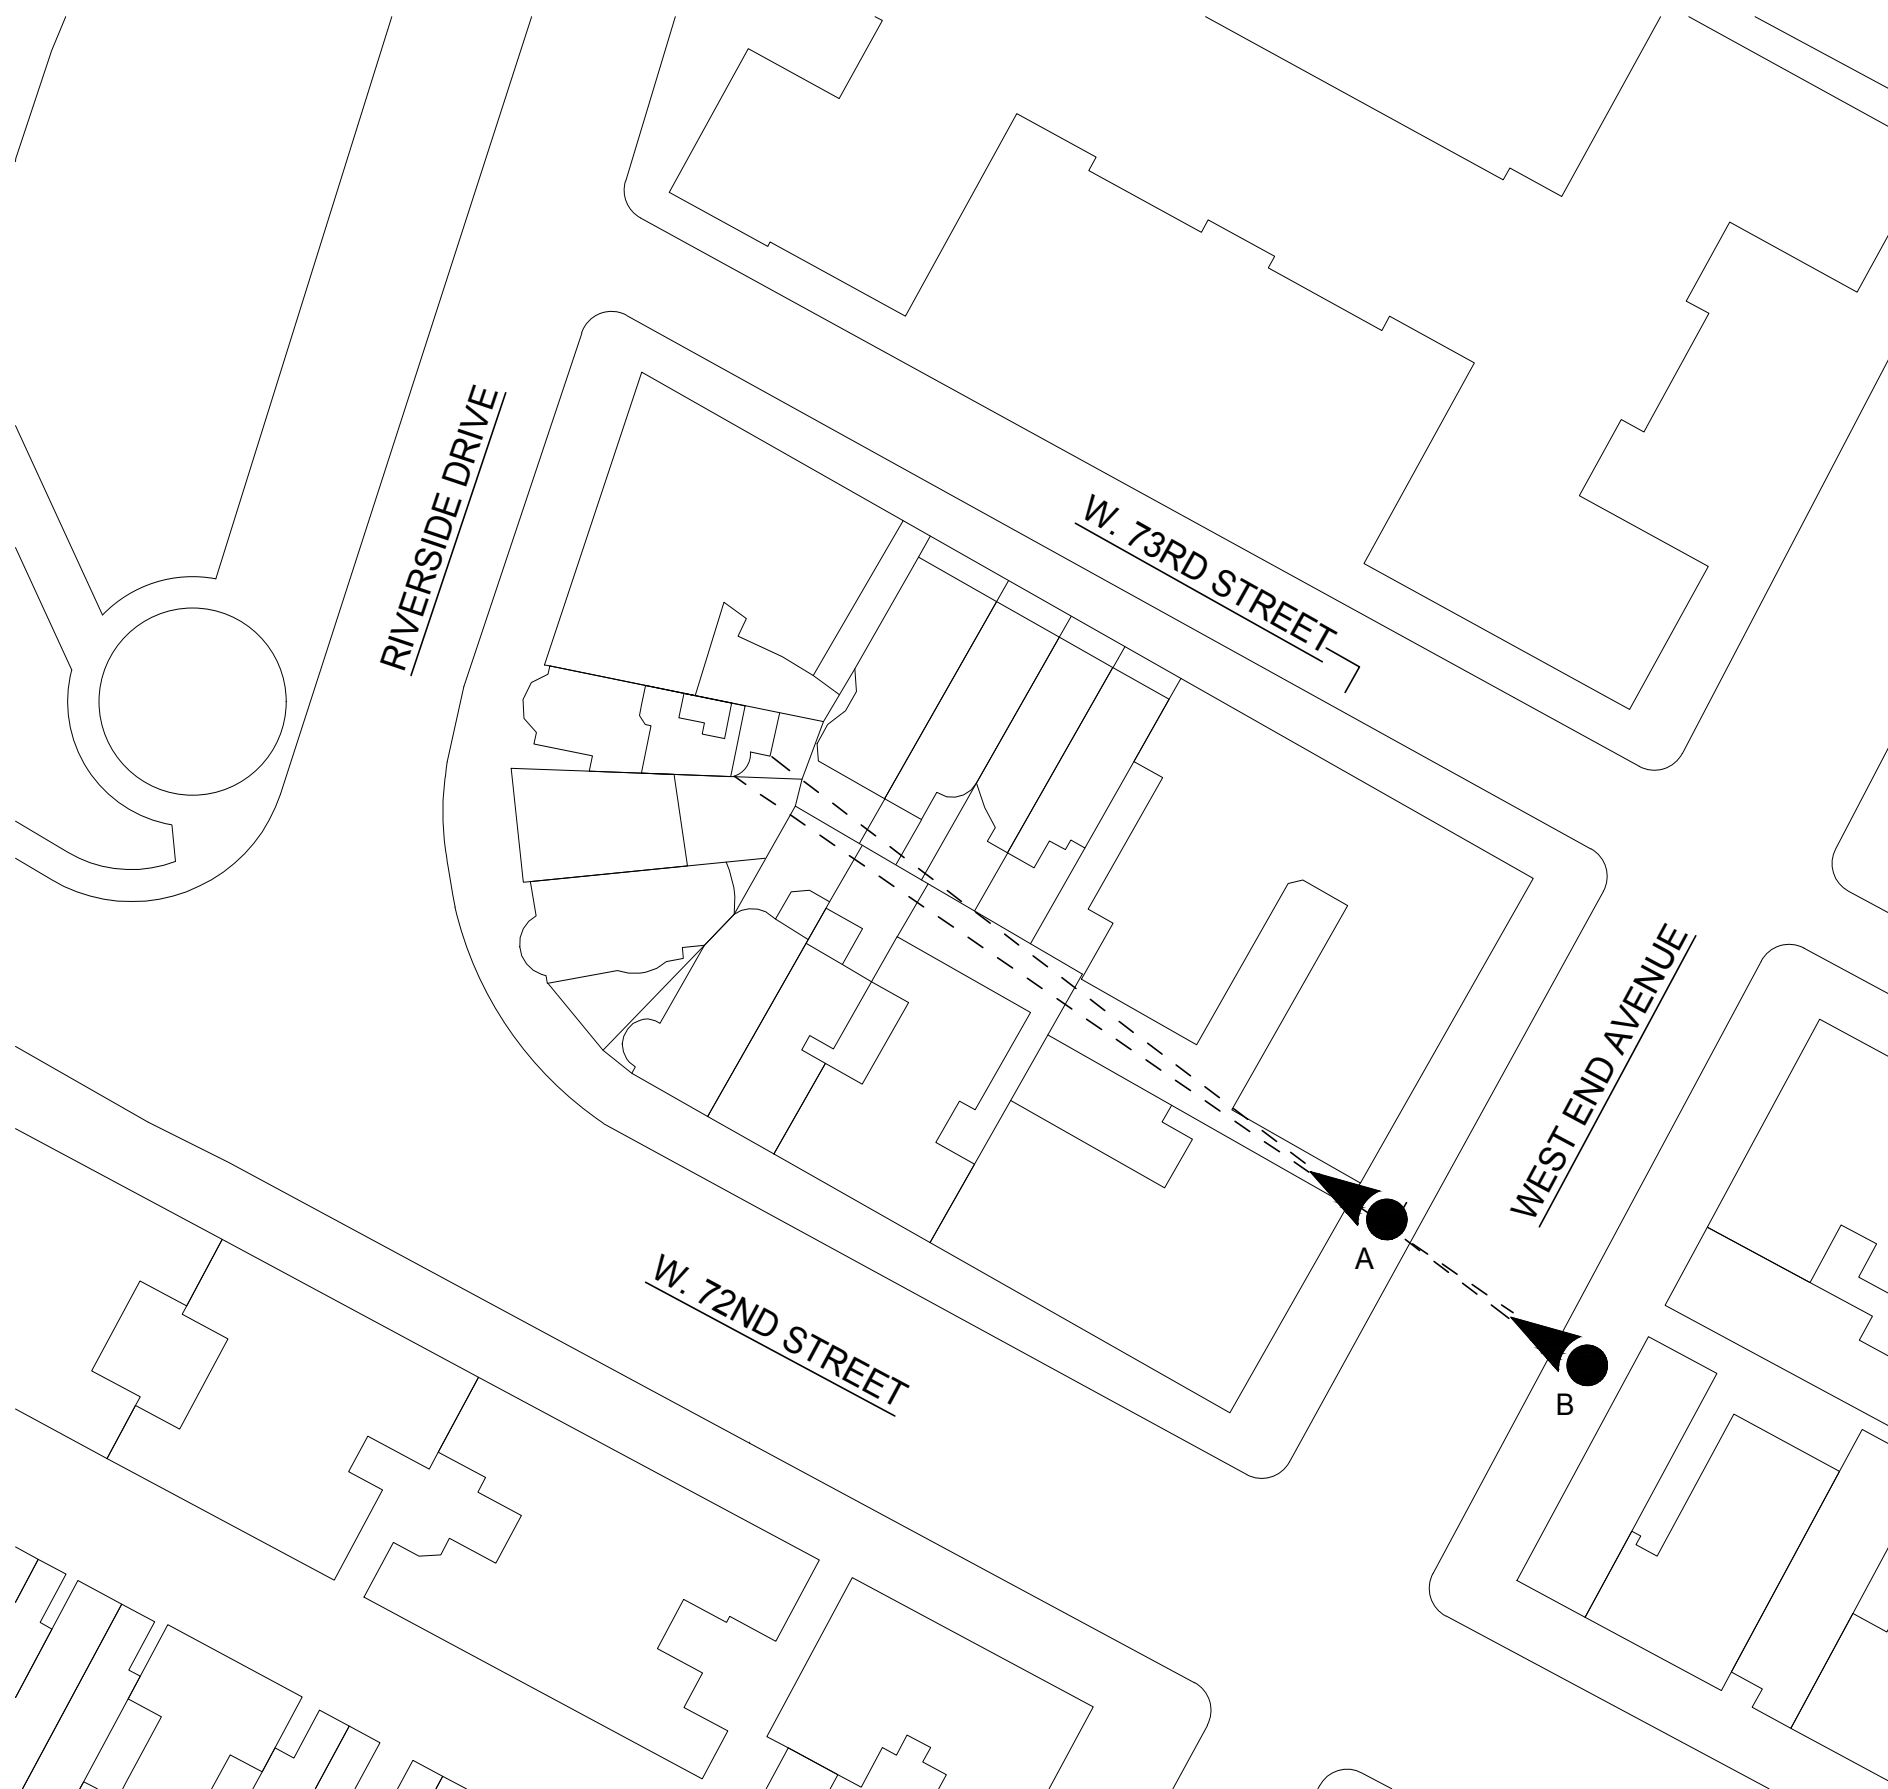 RIVERSIDE DRIVE
W. 73RD STREET
WEST END AVENUE
A
W. 72ND STREET
B